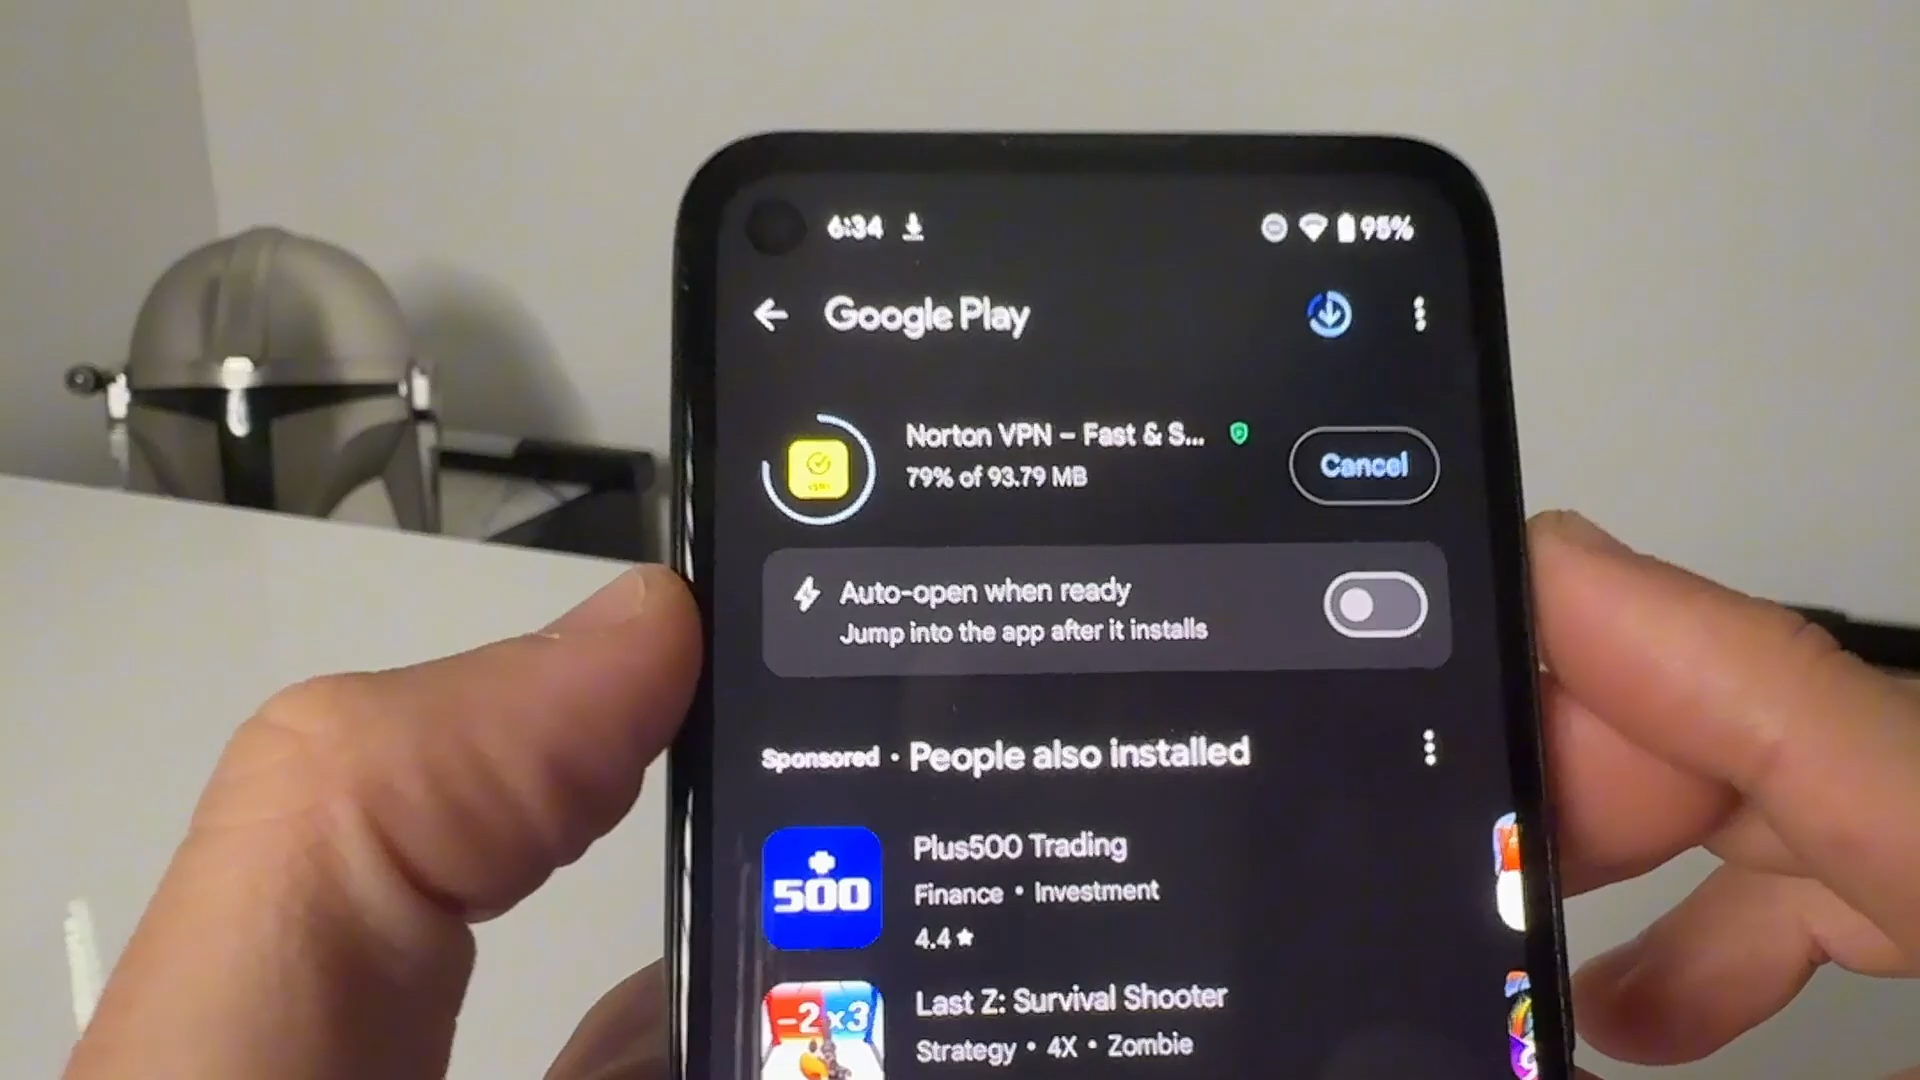 6:34
95%
Google Play
Norton VPN – Fast & S...
79% of 93.79 MB
Cancel
Auto-open when ready
Jump into the app after it installs
Sponsored • People also installed
500
Plus500 Trading
Finance • Investment
4.4★
-2 x3
Last Z: Survival Shooter
Strategy • 4X • Zombie